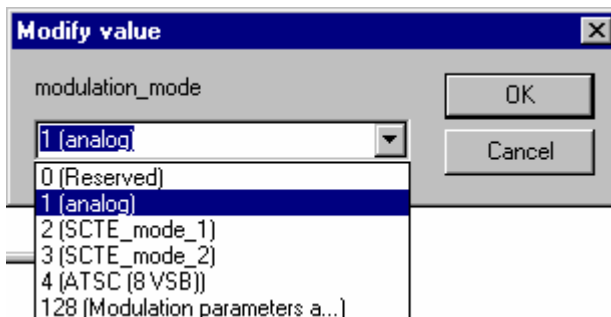 Modify value
modulation_mode
OK
1 (analog)
Cancel
0 (Reserved)
1 (analog)
2 (SCTE_mode_1)
3 (SCTE_mode_2)
4 (ATSC (8 VSB))
128 (Modulation parameters a...)